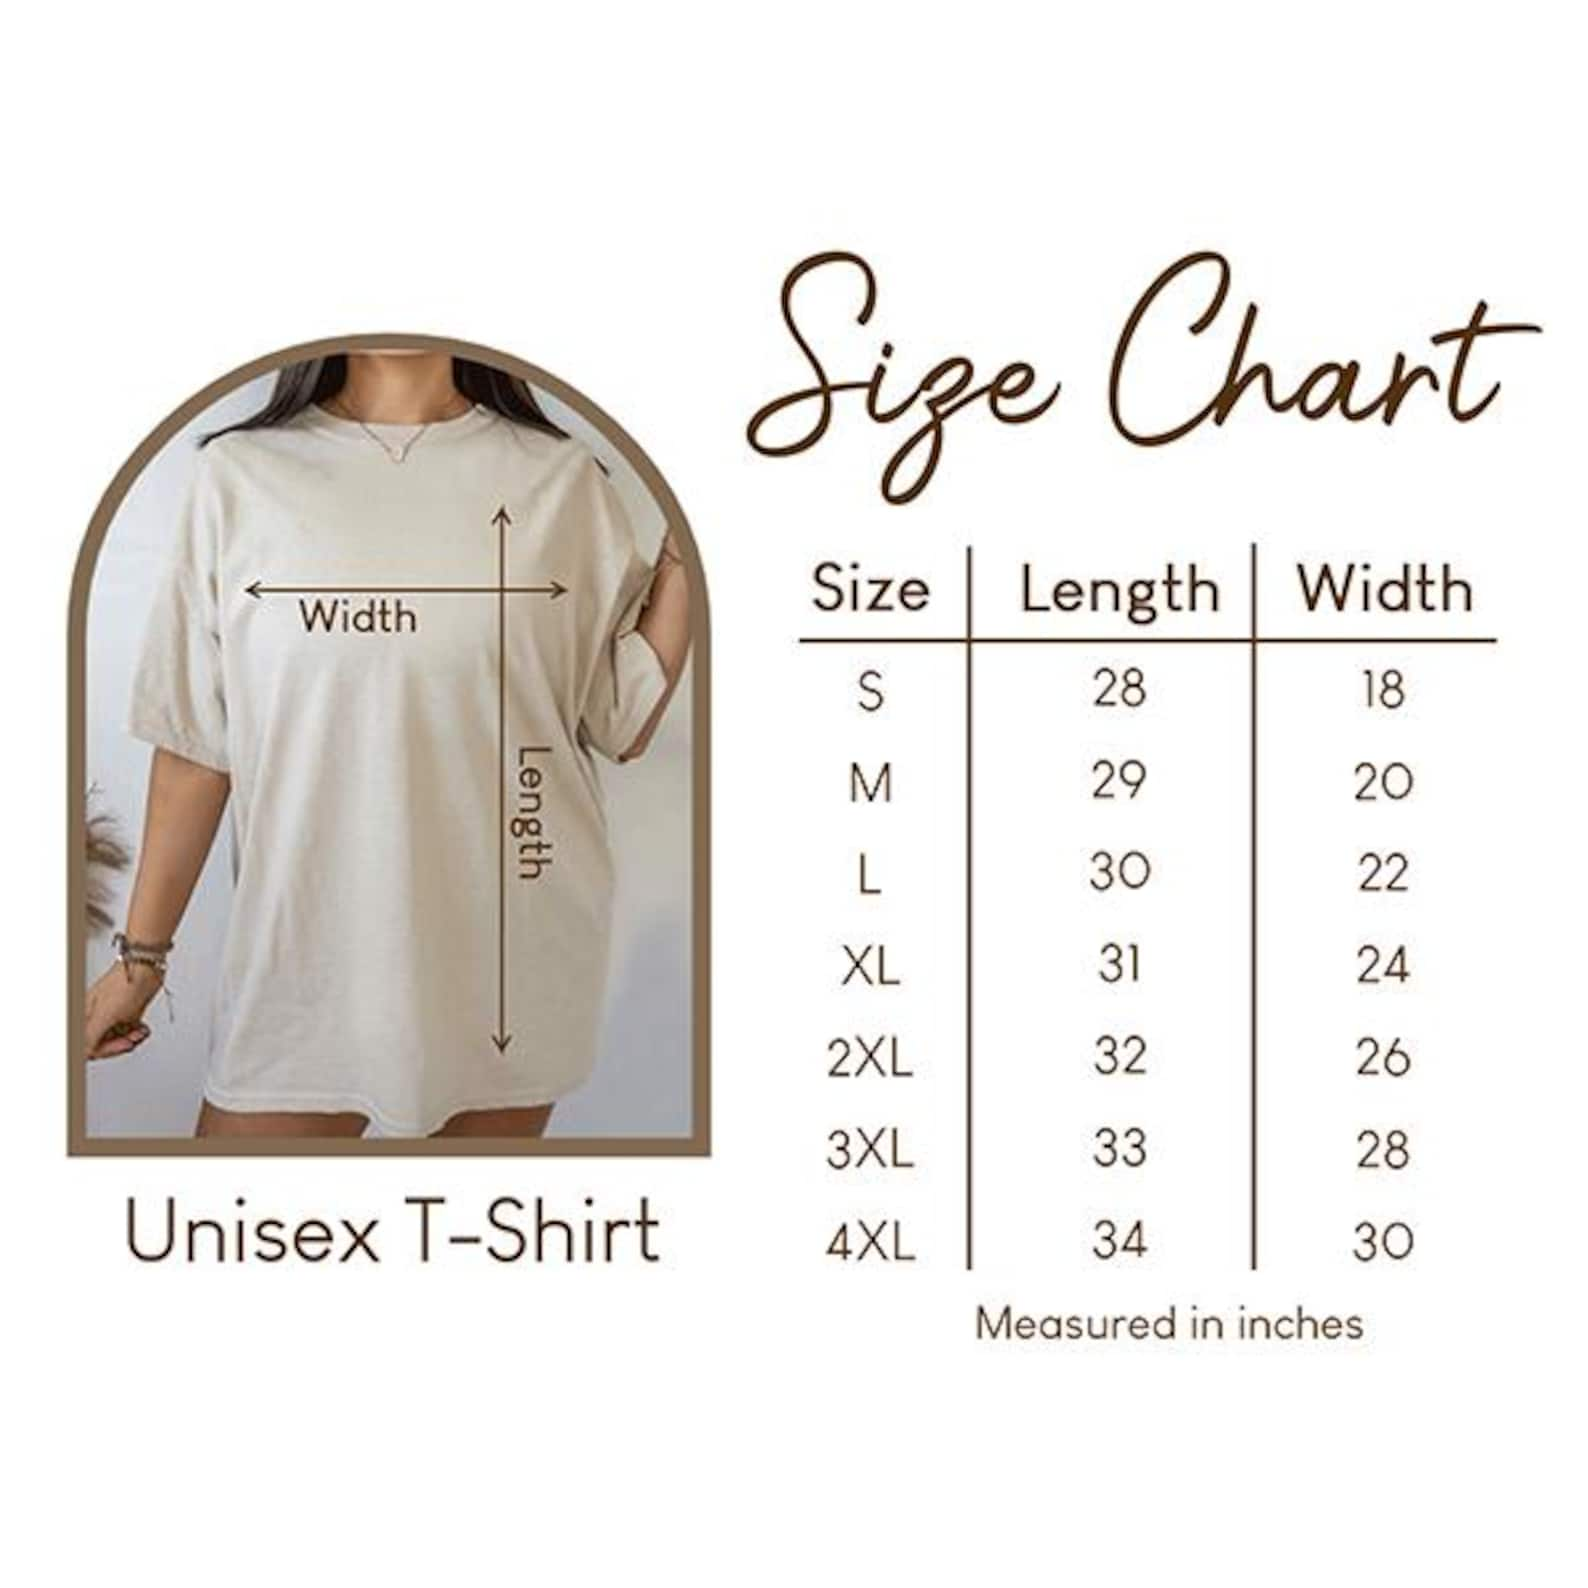 Size Chart
Width
Length
Unisex T-Shirt
Size Length Width
S 28 18
M 29 20
L 30 22
XL 31 24
2XL 32 26
3XL 33 28
4XL 34 30
Measured in inches